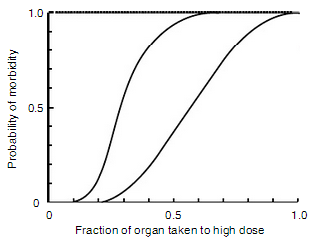 1.0
Probability of morbidity
0.5
0
0 0.5 1.0
Fraction of organ taken to high dose